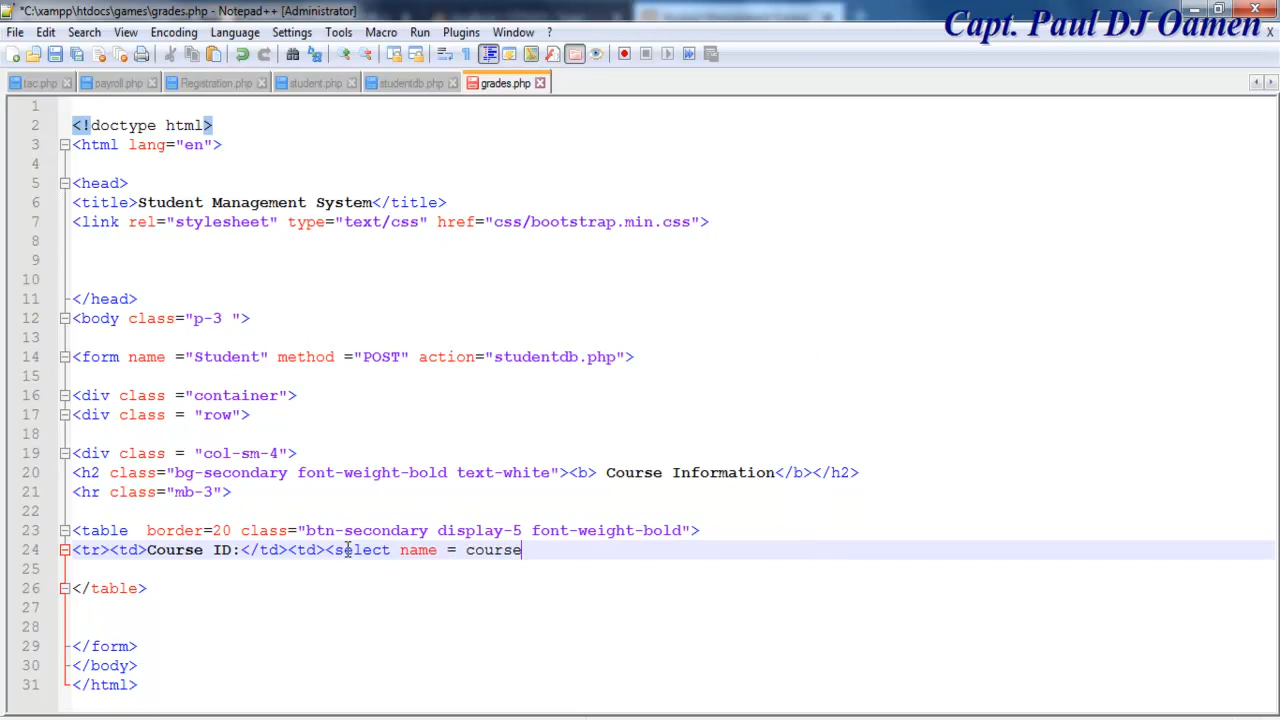 *C:\xampp\htdocs\games\grades.php - Notepad++ [Administrator]
Capt. Paul DJ Oamen
File Edit Search View Encoding Language Settings Tools Macro Run Plugins Window ? X
tac.php payroll.php Registration.php student.php studentdb.php grades.php
1
2 <!doctype html>
3 <html lang="en">
4
5 <head>
6 <title>Student Management System</title>
7 <link rel="stylesheet" type="text/css" href="css/bootstrap.min.css">
8
9
10
11 </head>
12 <body class="p-3 ">
13
14 <form name ="Student" method ="POST" action="studentdb.php">
15
16 <div class ="container">
17 <div class = "row">
18
19 <div class = "col-sm-4">
20 <h2 class="bg-secondary font-weight-bold text-white"><b> Course Information</b></h2>
21 <hr class="mb-3">
22
23 <table  border=20 class="btn-secondary display-5 font-weight-bold">
24 <tr><td>Course ID:</td><td><select name = course
25
26 </table>
27
28
29 </form>
30 </body>
31 </html>